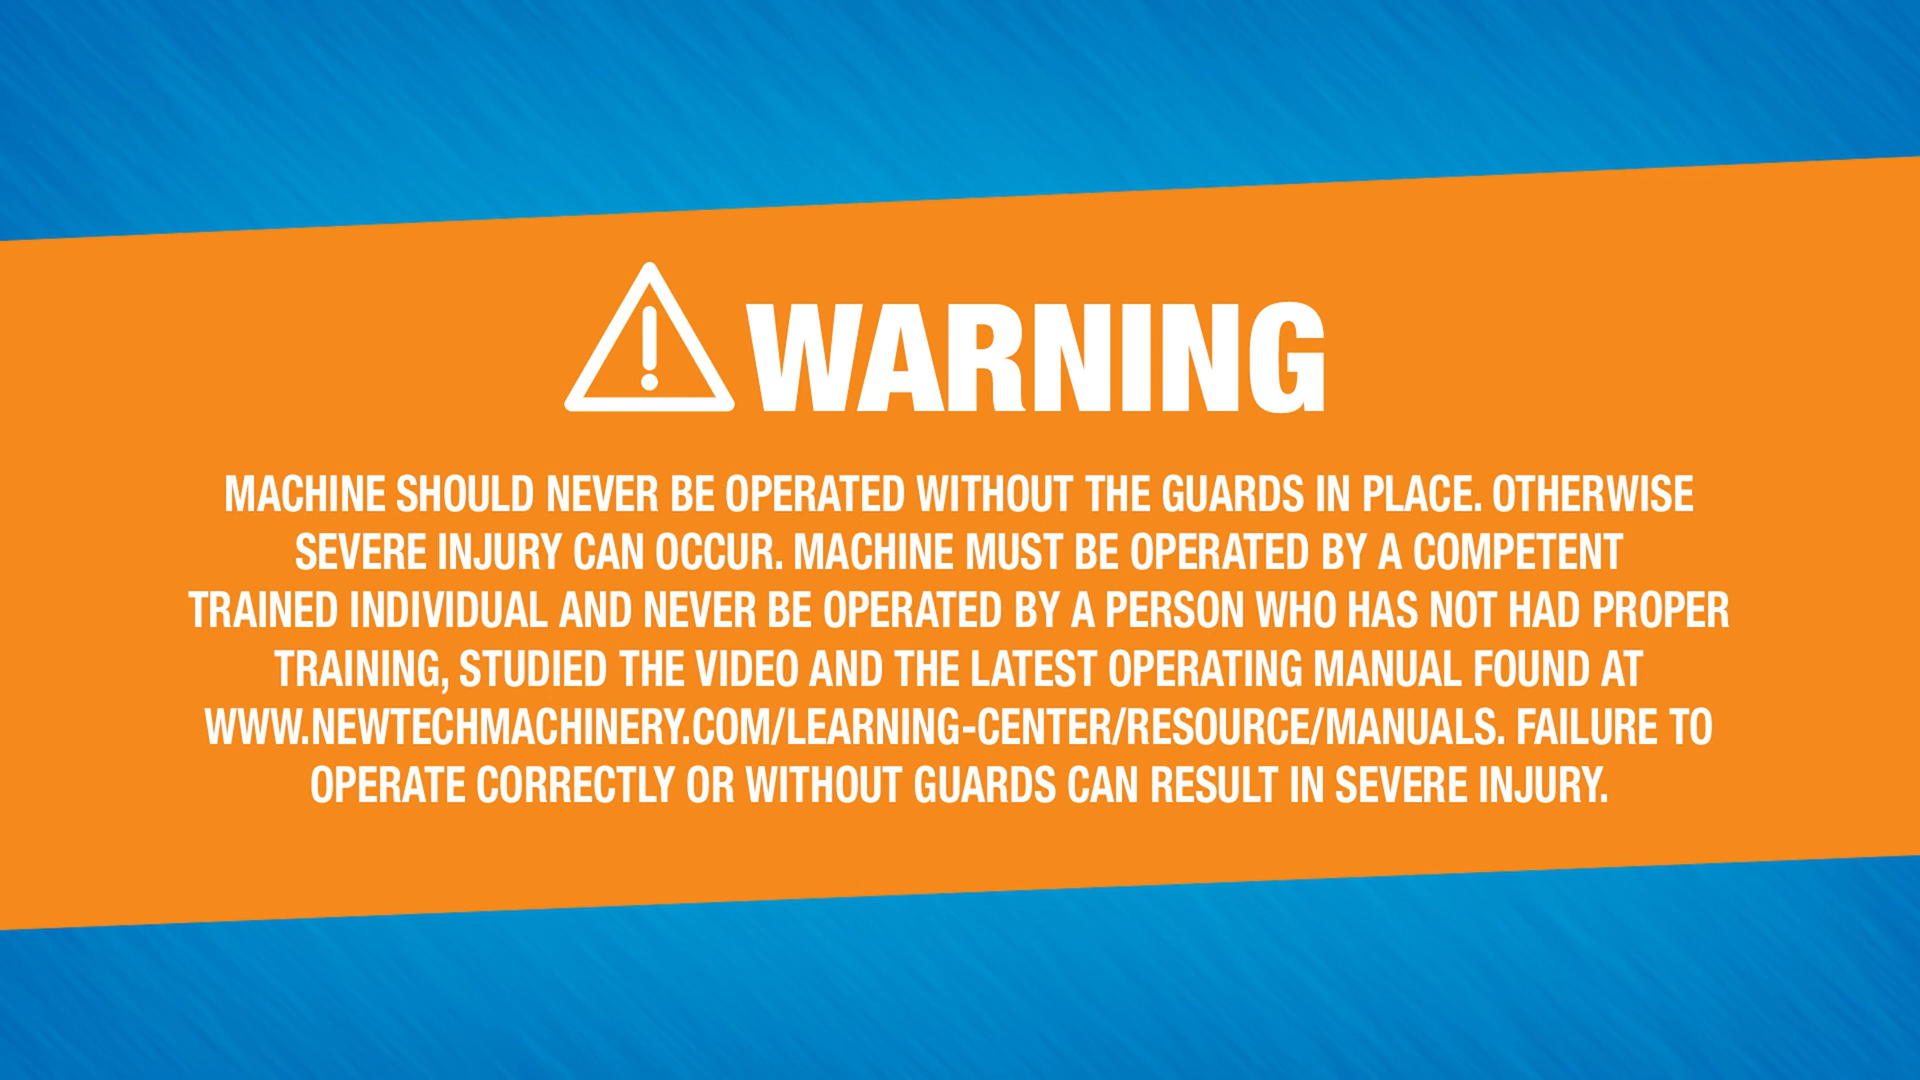 WARNING
MACHINE SHOULD NEVER BE OPERATED WITHOUT THE GUARDS IN PLACE. OTHERWISE
SEVERE INJURY CAN OCCUR. MACHINE MUST BE OPERATED BY A COMPETENT
TRAINED INDIVIDUAL AND NEVER BE OPERATED BY A PERSON WHO HAS NOT HAD PROPER
TRAINING, STUDIED THE VIDEO AND THE LATEST OPERATING MANUAL FOUND AT
WWW.NEWTECHMACHINERY.COM/LEARNING-CENTER/RESOURCE/MANUALS. FAILURE TO
OPERATE CORRECTLY OR WITHOUT GUARDS CAN RESULT IN SEVERE INJURY.